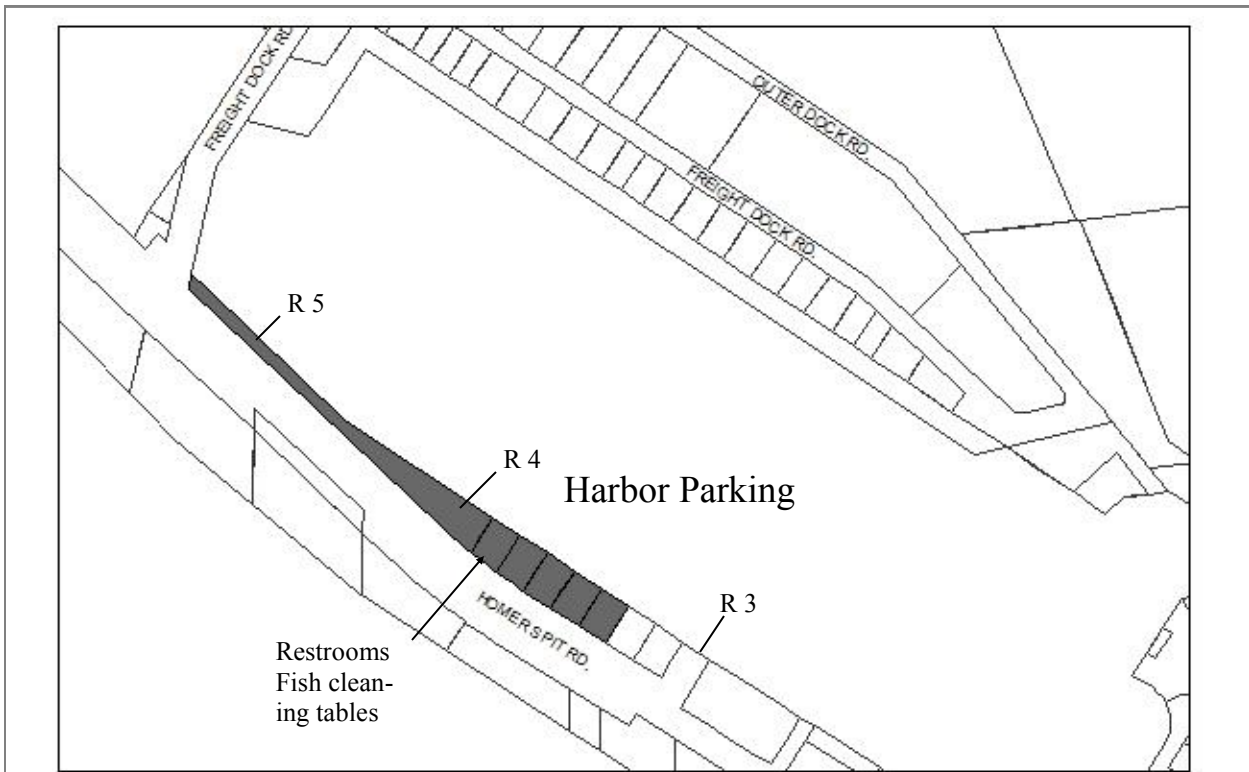 FREIGHT DOCK RD.
OUTER DOCK RD.
FREIGHT DOCK RD.
R 5
R 4
Harbor Parking
R 3
HOMER SPIT RD.
Restrooms
Fish clean-
ing tables